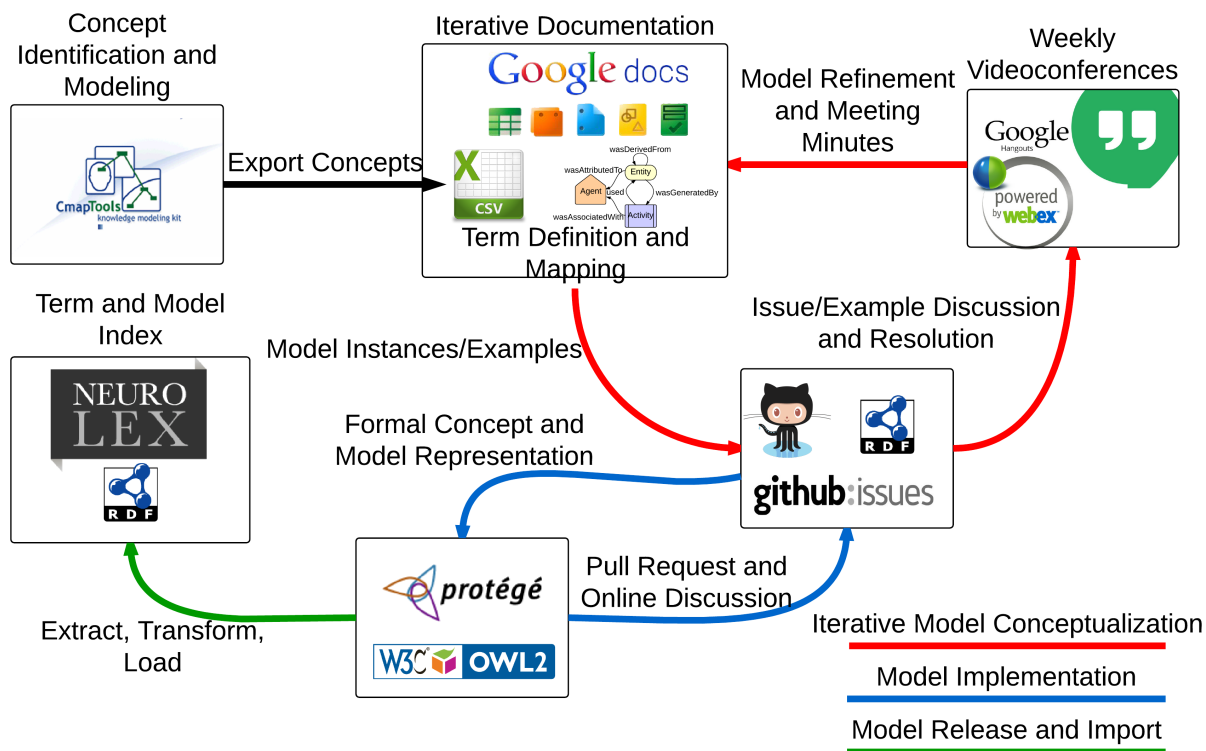 Concept
Identification and
Modeling
CmapTools
knowledge modeling kit
Export Concepts
Iterative Documentation
Google docs
X
CSV
wasDerivedFrom
wasAttributedTo
Entity
Agent
used
wasGeneratedBy
wasAssociatedWith
Activity
Term Definition and
Mapping
Model Refinement
and Meeting
Minutes
Weekly
Videoconferences
Google
Hangouts
powered
by webex™
Term and Model
Index
NEURO
LEX
RDF
Model Instances/Examples
Issue/Example Discussion
and Resolution
RDF
github:issues
Formal Concept and
Model Representation
protégé
W3C® OWL2
Pull Request and
Online Discussion
Extract, Transform,
Load
Iterative Model Conceptualization
Model Implementation
Model Release and Import